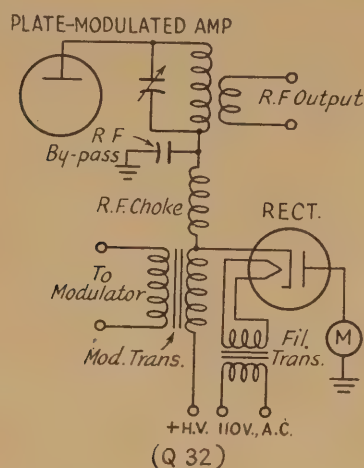 PLATE-MODULATED AMP
R.F. Output
R F
By-pass
R.F. Choke
RECT.
To
Modulator
Mod. Trans.
Fil.
Trans.
M
+H.V. 110V., A.C.
(Q 32)